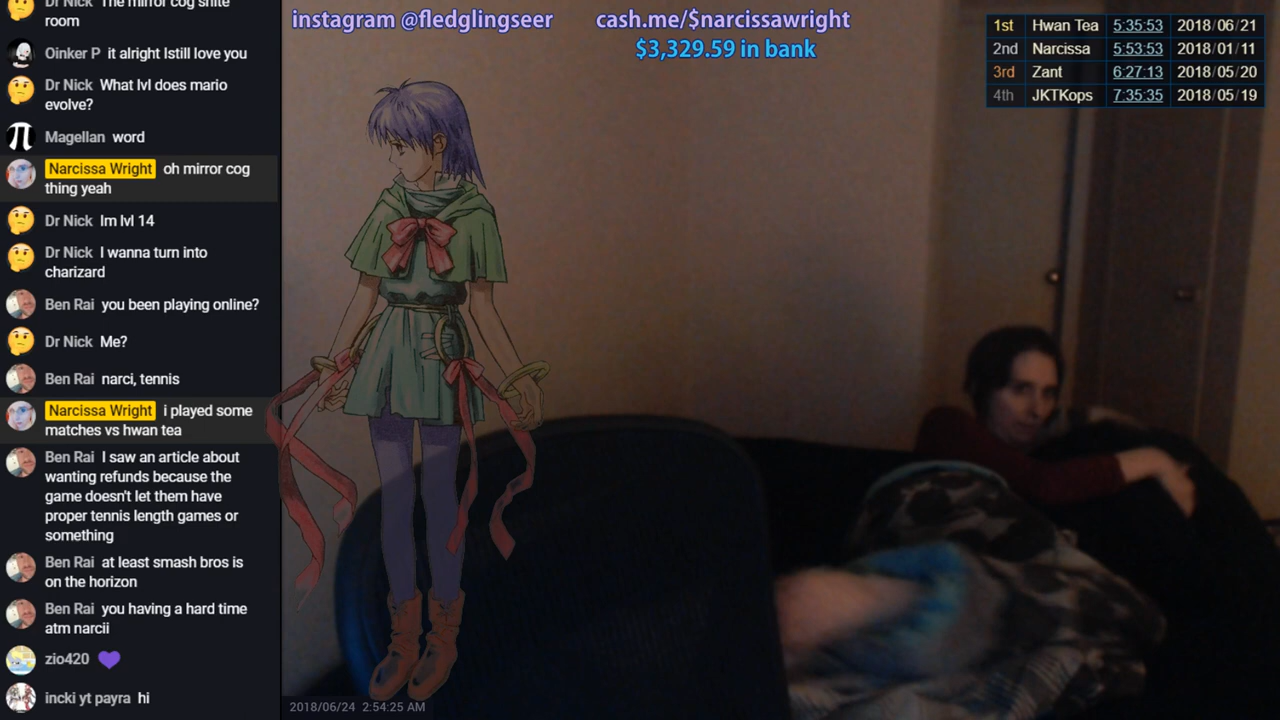 Dr Nick The mirror cog shite
room
Oinker P it alright Istill love you
Dr Nick What lvl does mario
evolve?
Magellan word
Narcissa Wright oh mirror cog
thing yeah
Dr Nick Im lvl 14
Dr Nick I wanna turn into
charizard
Ben Rai you been playing online?
Dr Nick Me?
Ben Rai narci, tennis
Narcissa Wright i played some
matches vs hwan tea
Ben Rai I saw an article about
wanting refunds because the
game doesn't let them have
proper tennis length games or
something
Ben Rai at least smash bros is
on the horizon
Ben Rai you having a hard time
atm narcii
zio420
incki yt payra hi
instagram @fledglingseer
cash.me/$narcissawright
$3,329.59 in bank
1st Hwan Tea 5:35:53 2018/06/21
2nd Narcissa 5:53:53 2018/01/11
3rd Zant 6:27:13 2018/05/20
4th JKTKops 7:35:35 2018/05/19
2018/06/24 2:54:25 AM